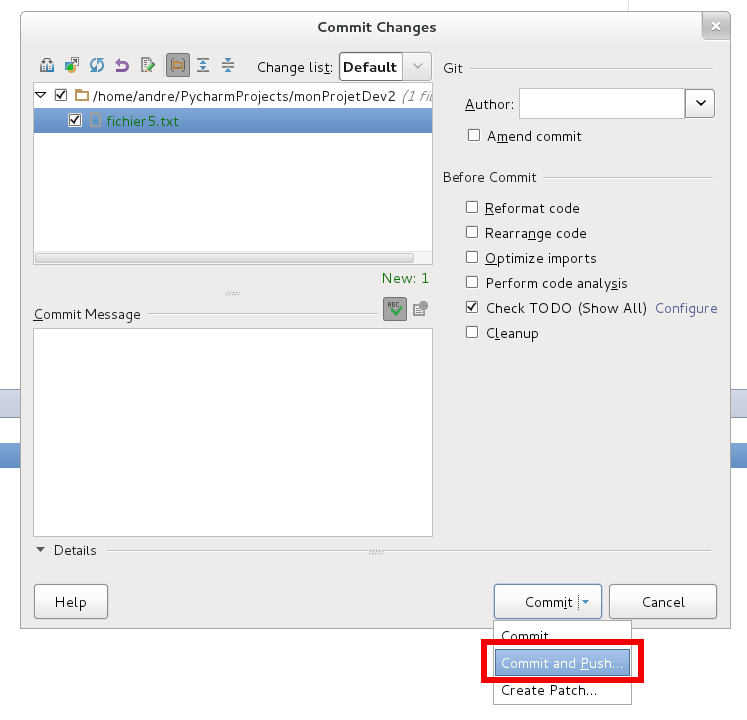 Commit Changes
Change list: Default
/home/andre/PycharmProjects/monProjetDev2 (1 fi
fichier5.txt
New: 1
Commit Message
ABC
Git
Author:
Amend commit
Before Commit
Reformat code
Rearrange code
Optimize imports
Perform code analysis
Check TODO (Show All) Configure
Cleanup
Details
Help
Commit
Cancel
Commit
Commit and Push...
Create Patch...